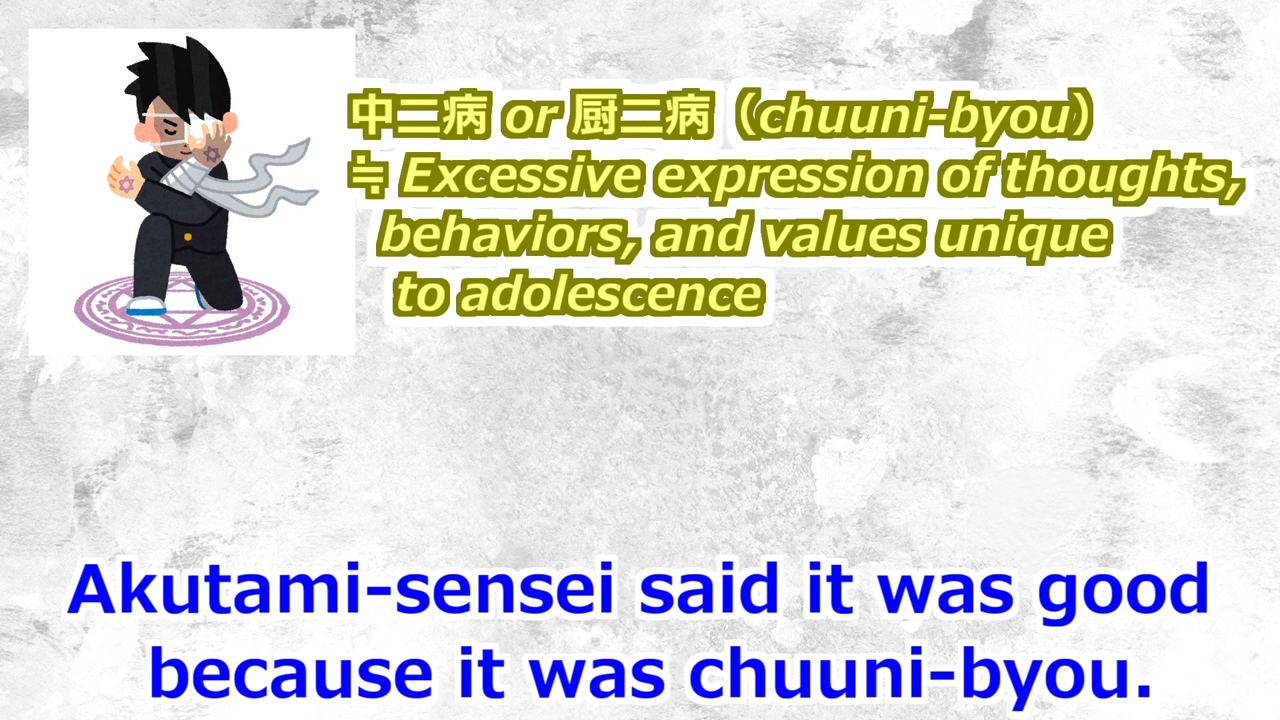 中二病 or 厨二病（chuuni-byou）
≒ Excessive expression of thoughts,
behaviors, and values unique
to adolescence
Akutami-sensei said it was good
because it was chuuni-byou.